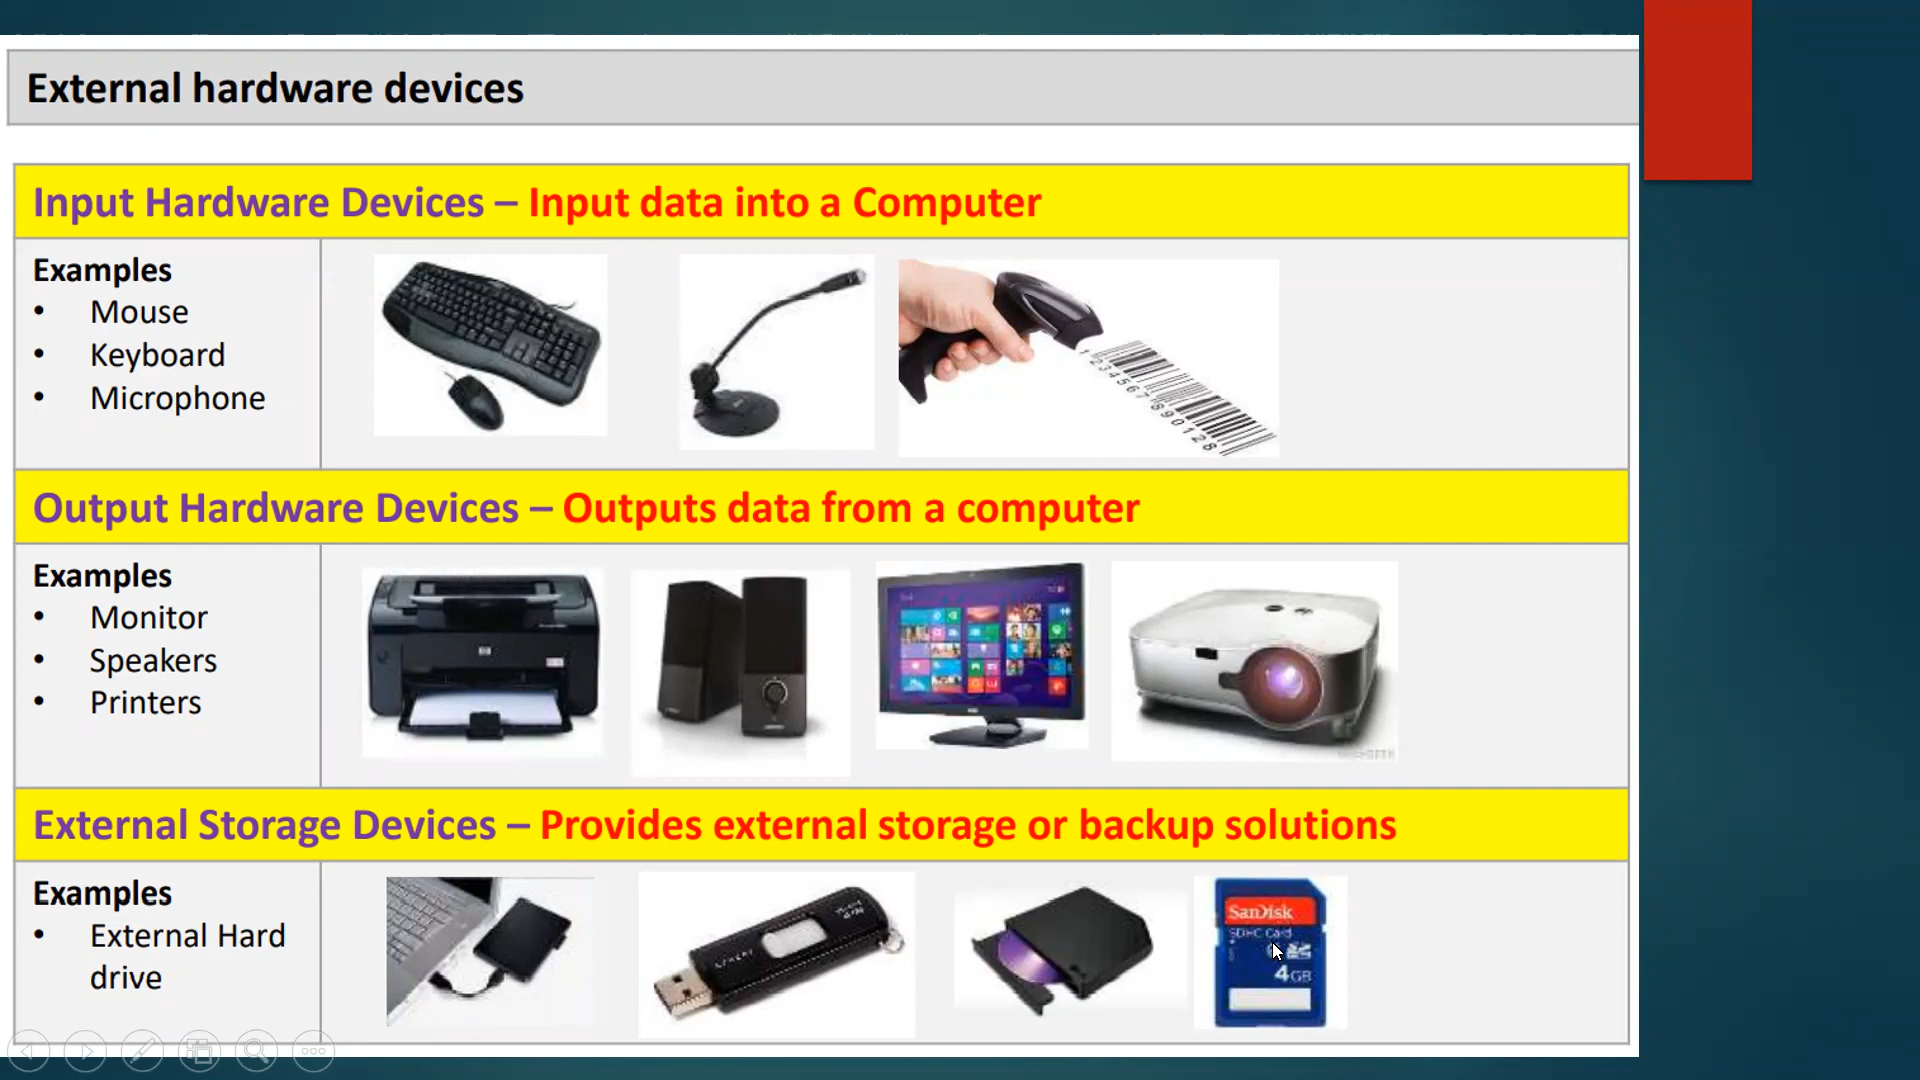 External hardware devices
Input Hardware Devices – Input data into a Computer
Examples
• Mouse
• Keyboard
• Microphone
1234567890128
Output Hardware Devices – Outputs data from a computer
Examples
• Monitor
• Speakers
• Printers
External Storage Devices – Provides external storage or backup solutions
Examples
• External Hard
drive
SanDisk
SDHC Card
4GB